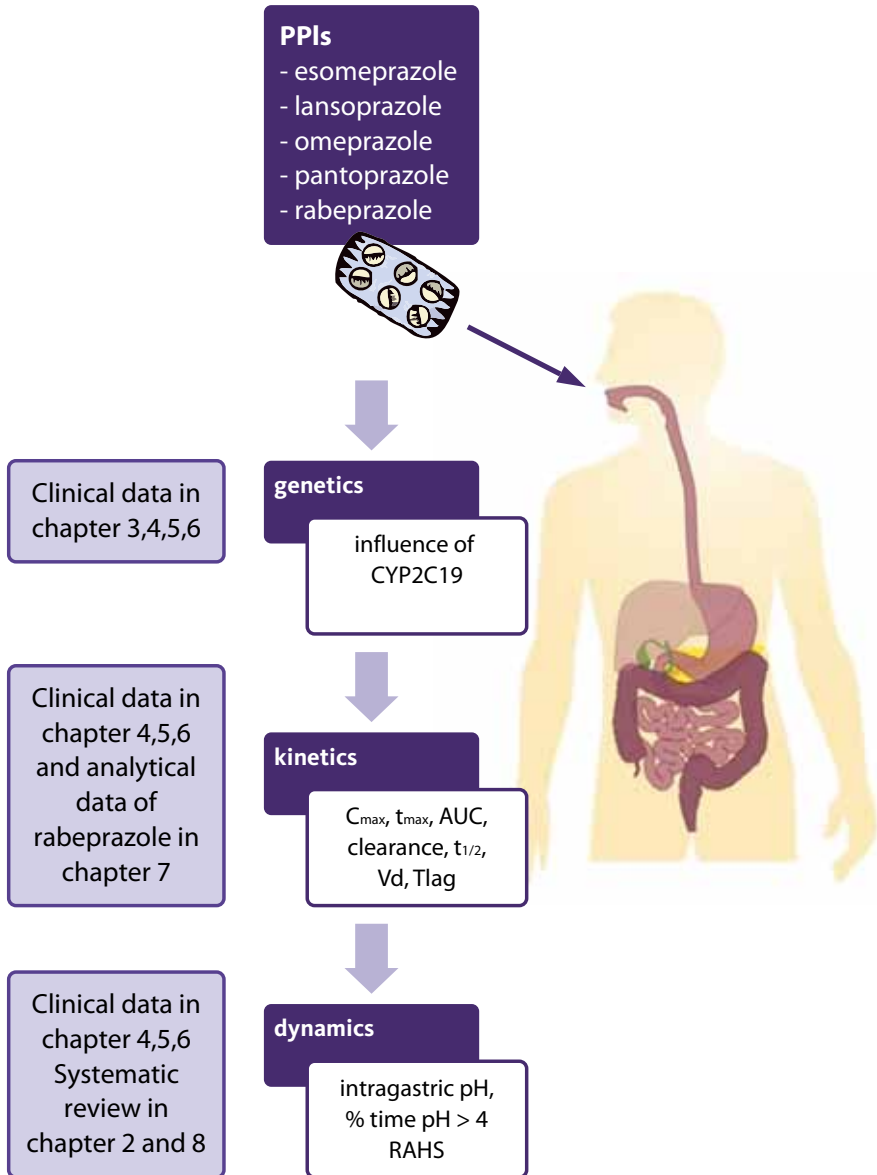 PPIs
- esomeprazole
- lansoprazole
- omeprazole
- pantoprazole
- rabeprazole
Clinical data in
chapter 3,4,5,6
genetics
influence of
CYP2C19
Clinical data in
chapter 4,5,6
and analytical
data of
rabeprazole in
chapter 7
kinetics
Cmax, tmax, AUC,
clearance, t1/2,
Vd, Tlag
Clinical data in
chapter 4,5,6
Systematic
review in
chapter 2 and 8
dynamics
intragastric pH,
% time pH > 4
RAHS